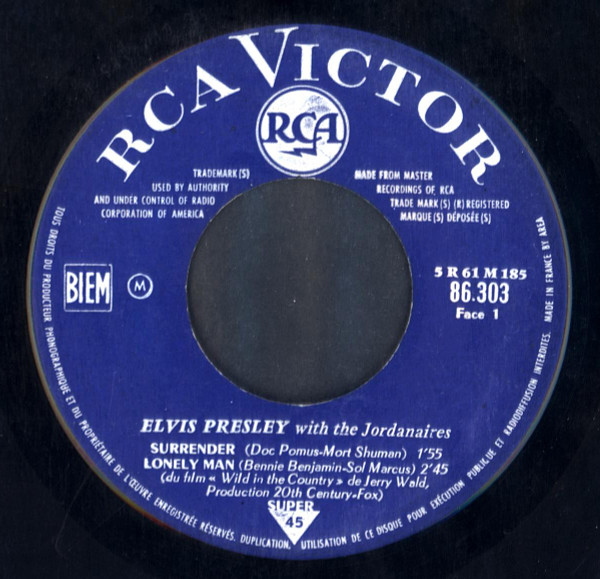 RCA VICTOR
RCA
TRADEMARK (S)
USED BY AUTHORITY
AND UNDER CONTROL OF RADIO
CORPORATION OF AMERICA
MADE FROM MASTER
RECORDINGS OF RCA
TRADE MARK (S) (R) REGISTERED
MARQUE (S) DÉPOSÉE (S)
BIEM
M
5 R 61 M 185
86.303
Face 1
ELVIS PRESLEY with the Jordanaires
SURRENDER (Doc Pomus-Mort Shuman) 1'55
LONELY MAN (Bennie Benjamin-Sol Marcus) 2'45
(du film « Wild in the Country » de Jerry Wald,
Production 20th Century-Fox)
SUPER
45
TOUS DROITS DU PRODUCTEUR PHONOGRAPHIQUE ET DU PROPRIÉTAIRE DE L'ŒUVRE ENREGISTRÉE RÉSERVÉS. DUPLICATION, UTILISATION DE CE DISQUE POUR EXÉCUTION PUBLIQUE ET RADIODIFFUSION INTERDITES. MADE IN FRANCE BY AREA